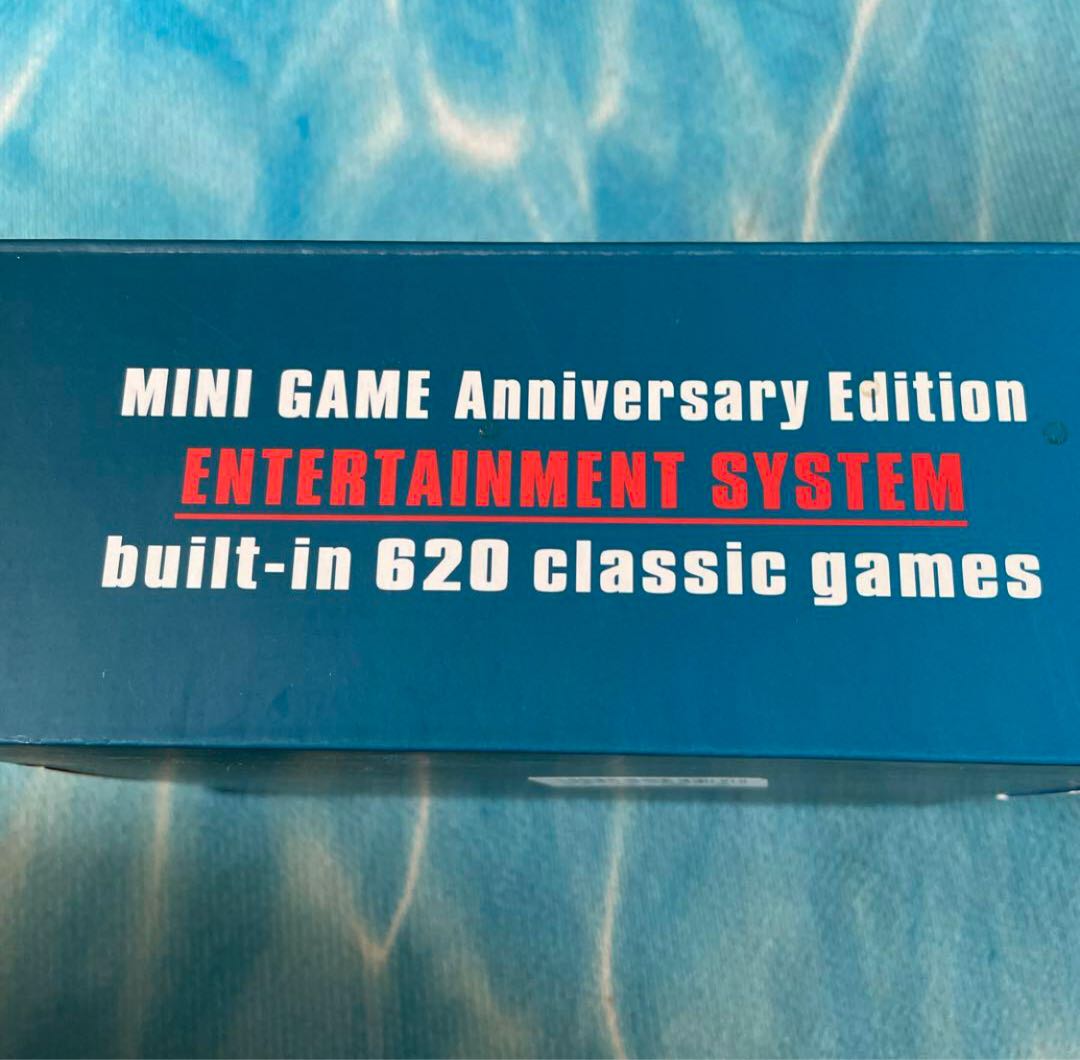 MINI GAME Anniversary Edition
ENTERTAINMENT SYSTEM
built-in 620 classic games